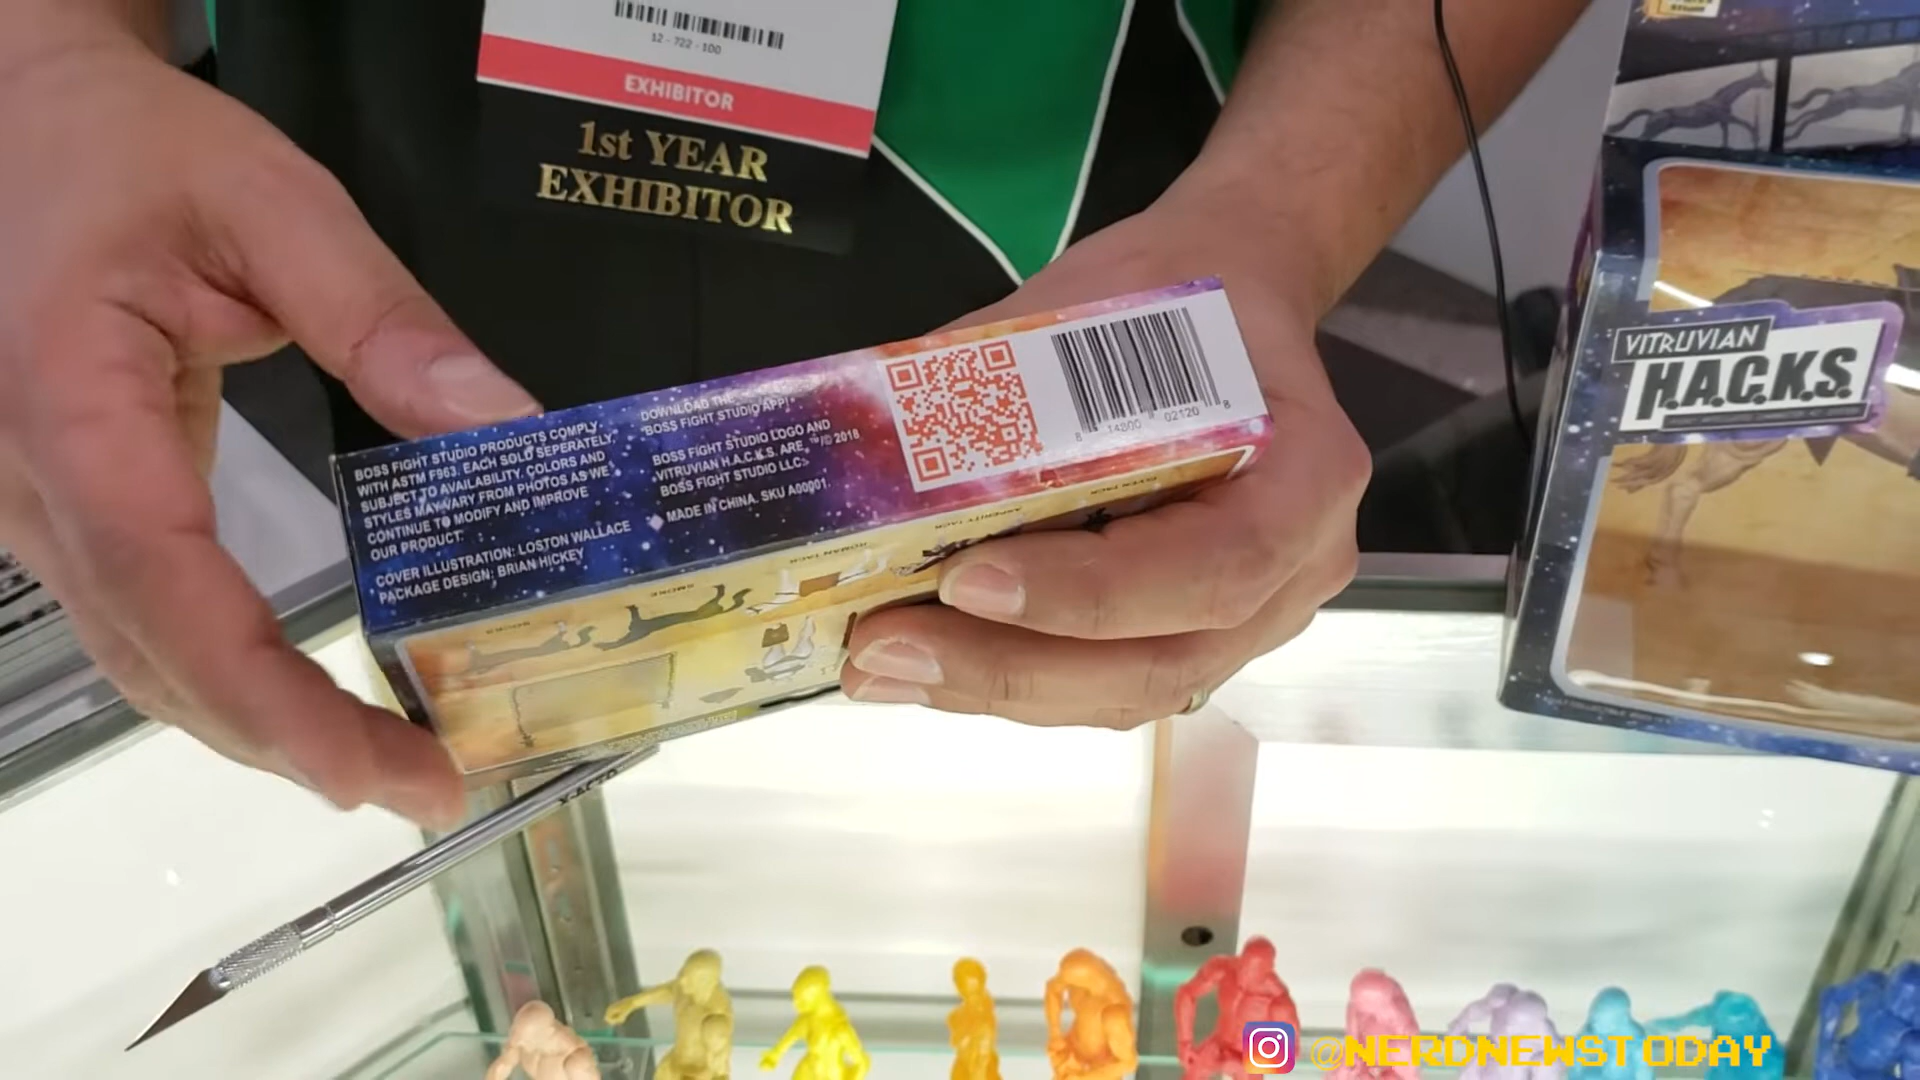 12 - 722 - 100
EXHIBITOR
1st YEAR
EXHIBITOR
BOSS FIGHT STUDIO PRODUCTS COMPLY
WITH ASTM F963. EACH SOLD SEPERATELY,
SUBJECT TO AVAILABILITY. COLORS AND
STYLES MAY VARY FROM PHOTOS AS WE
CONTINUE TO MODIFY AND IMPROVE
OUR PRODUCT.
COVER ILLUSTRATION: LOSTON WALLACE
PACKAGE DESIGN: BRIAN HICKEY
DOWNLOAD THE
"BOSS FIGHT STUDIO APP!"
BOSS FIGHT STUDIO LOGO AND
VITRUVIAN H.A.C.K.S. ARE ™/© 2018
BOSS FIGHT STUDIO LLC.
MADE IN CHINA. SKU A00001.
8 14800 02120 8
ROMAN TACK
SMOKE
VITRUVIAN
H.A.C.K.S.
X-ACTO
@NERDNEWSTODAY